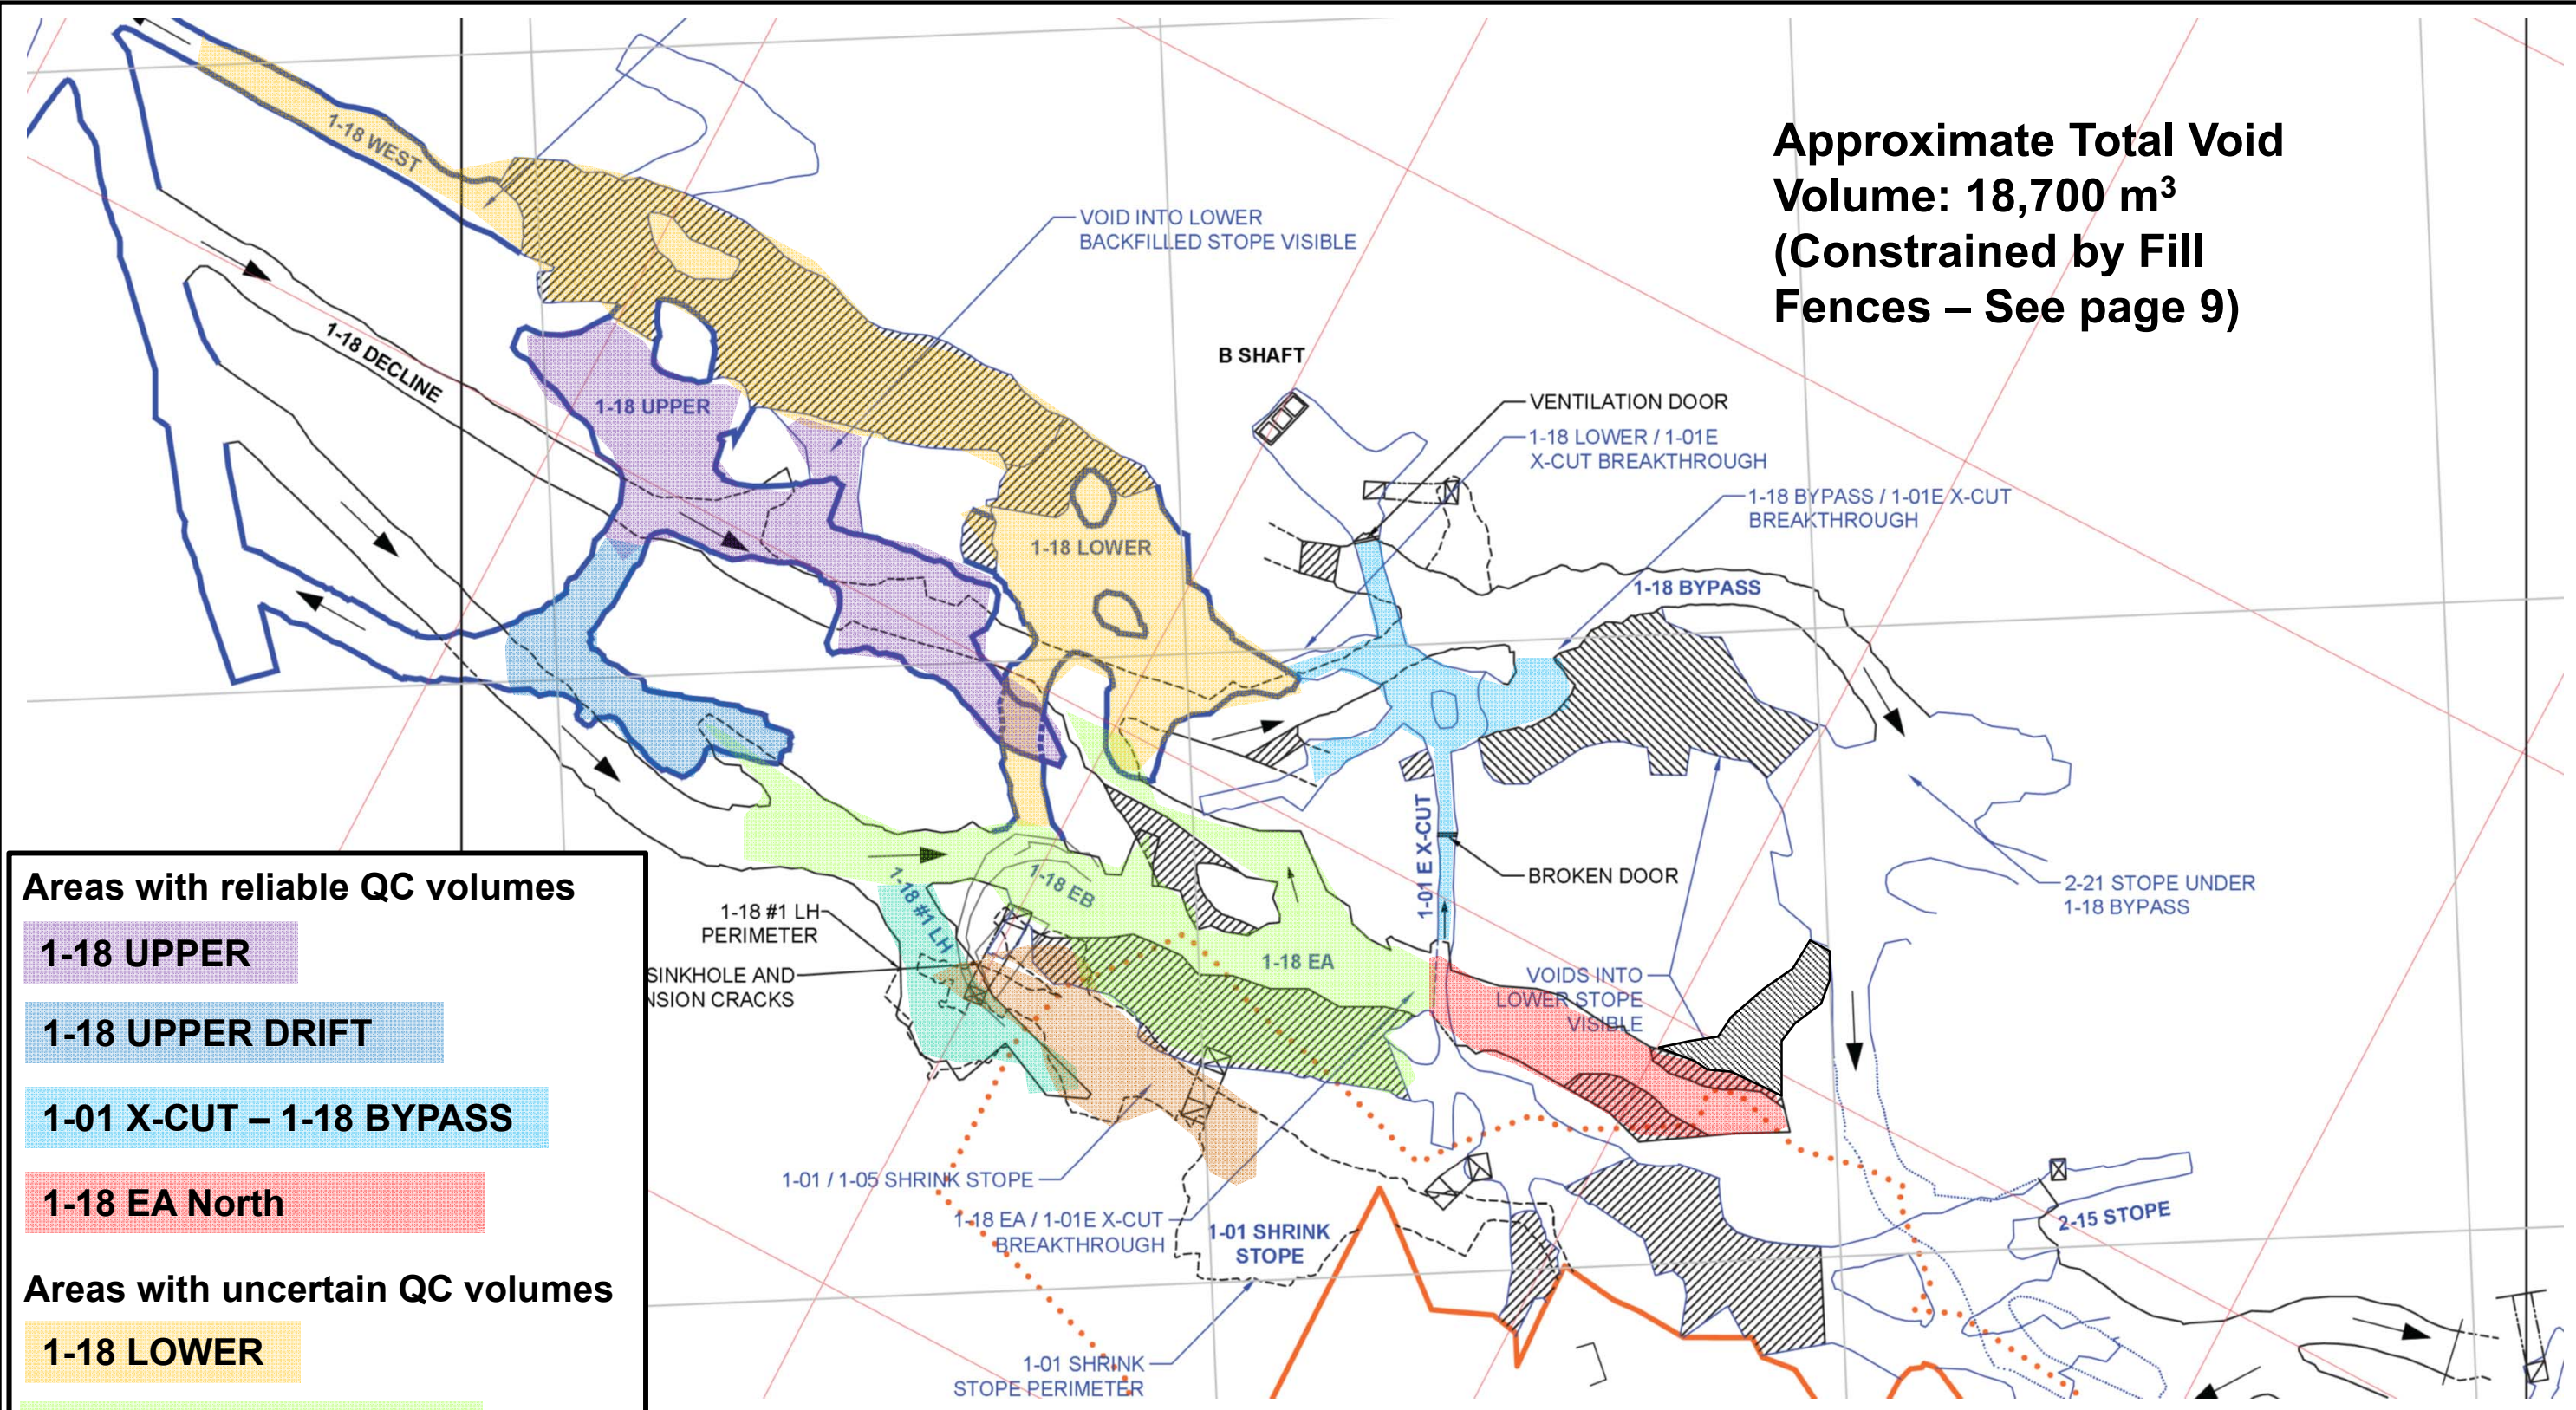 Approximate Total Void
Volume: 18,700 m³
(Constrained by Fill
Fences – See page 9)
1-18 WEST
VOID INTO LOWER
BACKFILLED STOPE VISIBLE
1-18 DECLINE
B SHAFT
1-18 UPPER
VENTILATION DOOR
1-18 LOWER / 1-01E
X-CUT BREAKTHROUGH
1-18 BYPASS / 1-01E X-CUT
BREAKTHROUGH
1-18 LOWER
1-18 BYPASS
1-01 E X-CUT
BROKEN DOOR
2-21 STOPE UNDER
1-18 BYPASS
1-18 EB
1-18 #1 LH
1-18 #1 LH
PERIMETER
SINKHOLE AND
NSION CRACKS
1-18 EA
VOIDS INTO
LOWER STOPE
VISIBLE
1-01 / 1-05 SHRINK STOPE
1-18 EA / 1-01E X-CUT
BREAKTHROUGH
1-01 SHRINK
STOPE
2-15 STOPE
1-01 SHRINK
STOPE PERIMETER
Areas with reliable QC volumes
1-18 UPPER
1-18 UPPER DRIFT
1-01 X-CUT – 1-18 BYPASS
1-18 EA North
Areas with uncertain QC volumes
1-18 LOWER